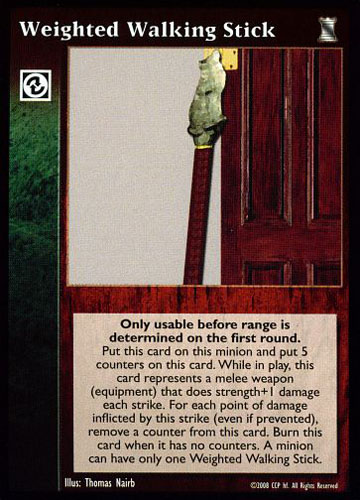 Weighted Walking Stick
Only usable before range is
determined on the first round.
Put this card on this minion and put 5
counters on this card. While in play, this
card represents a melee weapon
(equipment) that does strength+1 damage
each strike. For each point of damage
inflicted by this strike (even if prevented),
remove a counter from this card. Burn this
card when it has no counters. A minion
can have only one Weighted Walking Stick.
Illus: Thomas Nairb
©2008 CCP hf. All Rights Reserved